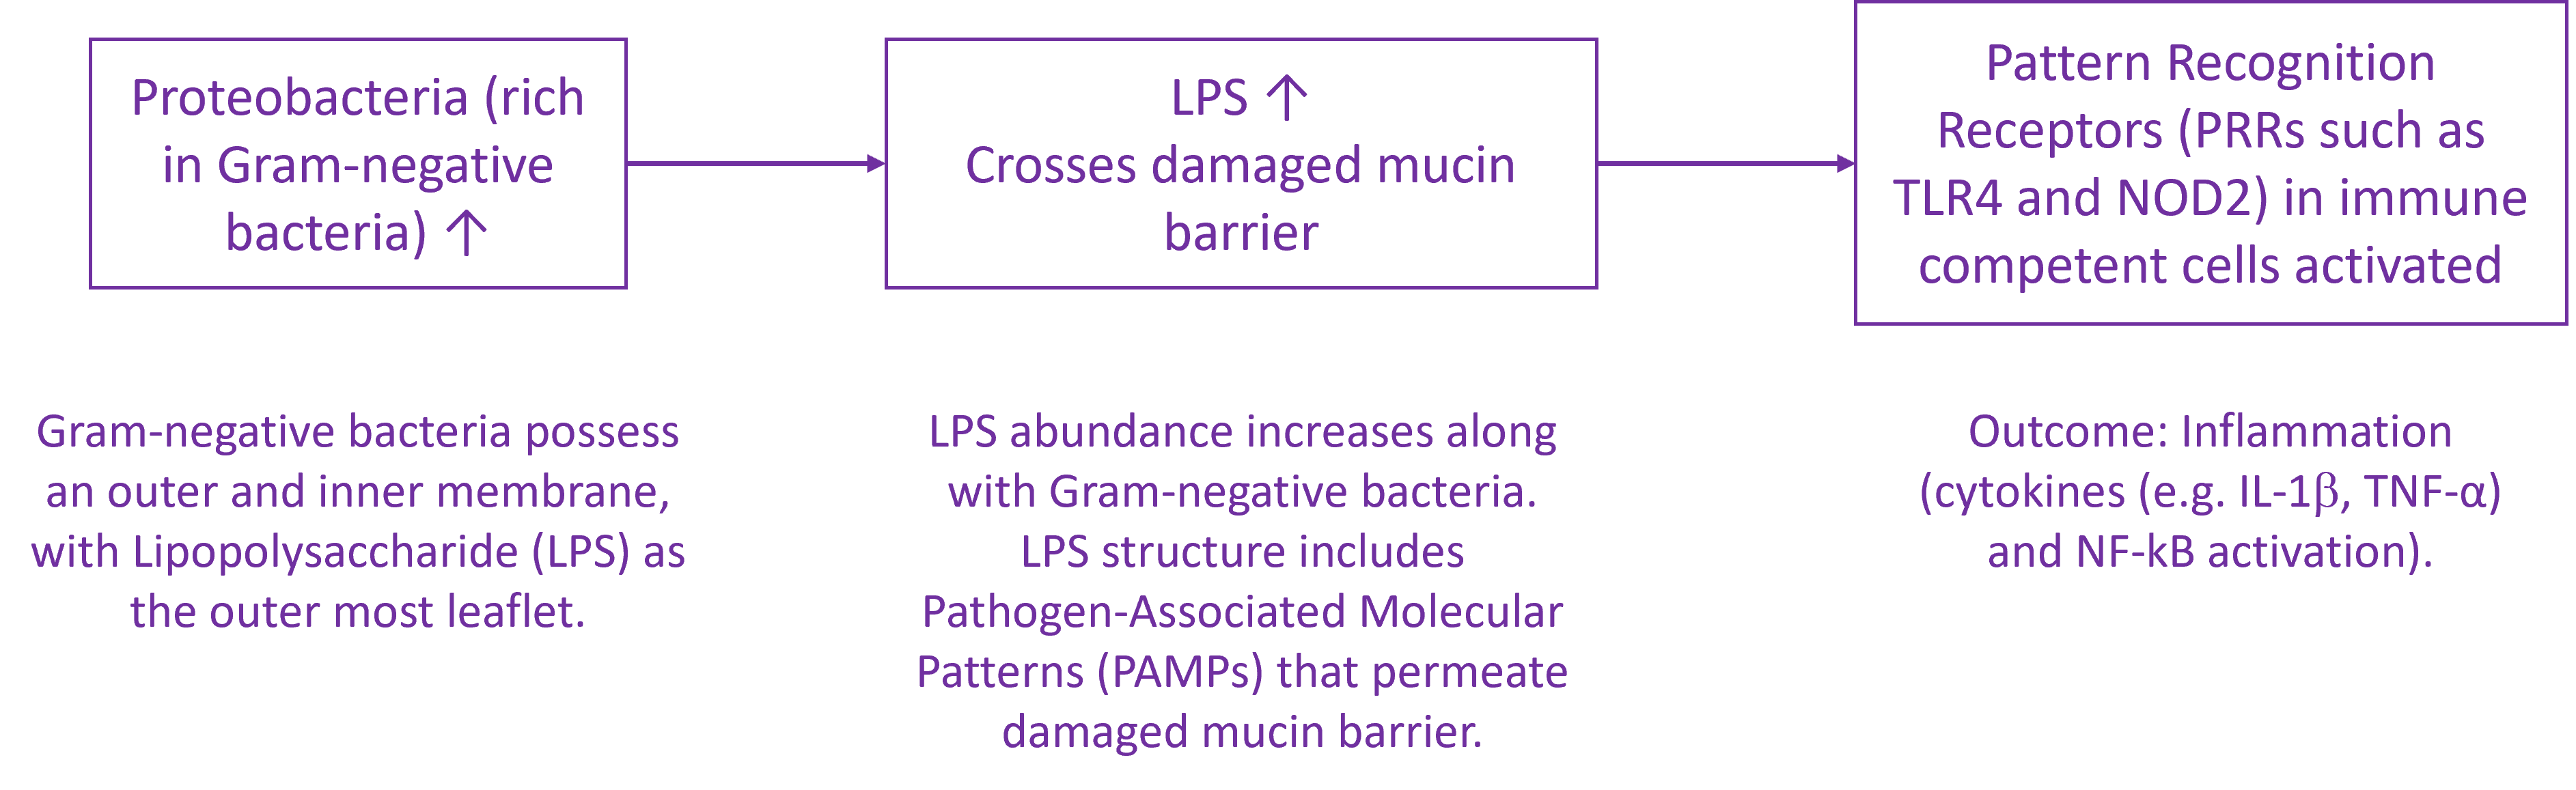 Proteobacteria (rich
in Gram-negative
bacteria) ↑
LPS ↑
Crosses damaged mucin
barrier
Pattern Recognition
Receptors (PRRs such as
TLR4 and NOD2) in immune
competent cells activated
Gram-negative bacteria possess
an outer and inner membrane,
with Lipopolysaccharide (LPS) as
the outer most leaflet.
LPS abundance increases along
with Gram-negative bacteria.
LPS structure includes
Pathogen-Associated Molecular
Patterns (PAMPs) that permeate
damaged mucin barrier.
Outcome: Inflammation
(cytokines (e.g. IL-1β, TNF-α)
and NF-kB activation).